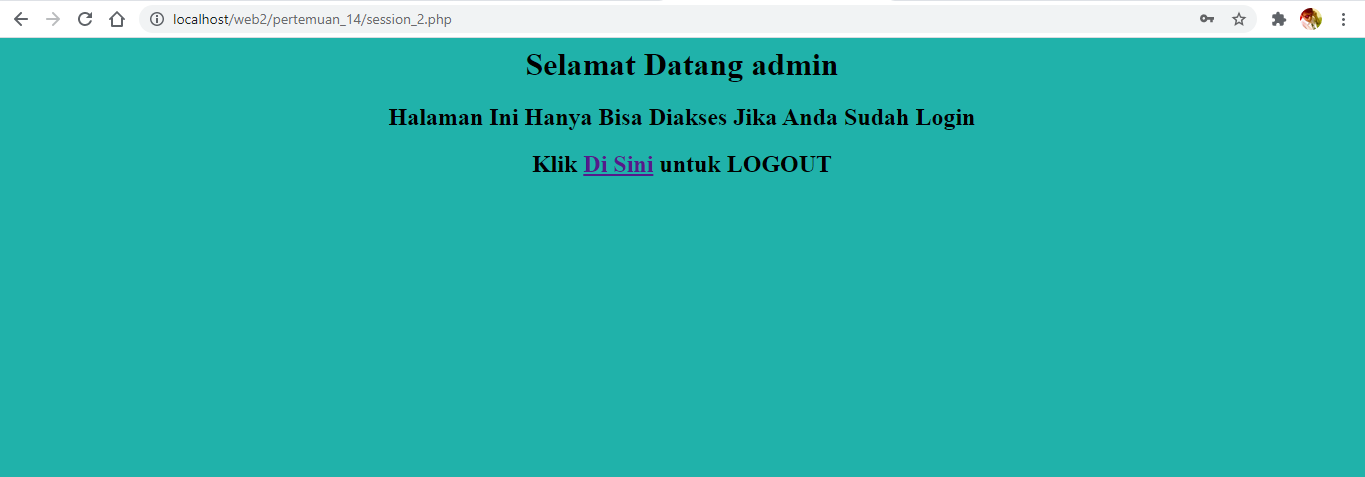 localhost/web2/pertemuan_14/session_2.php
Selamat Datang admin
Halaman Ini Hanya Bisa Diakses Jika Anda Sudah Login
Klik Di Sini untuk LOGOUT